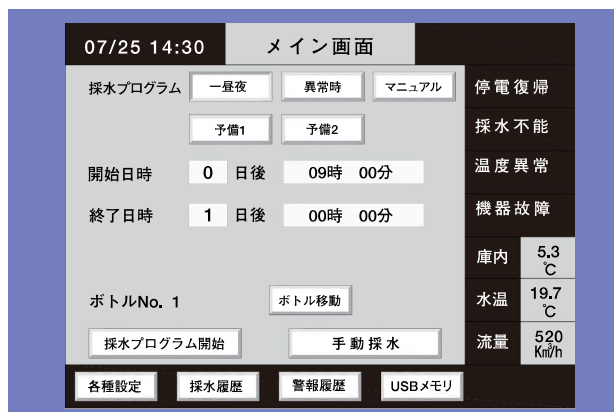 07/25 14:30 メイン画面
採水プログラム 一昼夜 異常時 マニュアル
予備1 予備2
開始日時 0 日後 09時 00分
終了日時 1 日後 00時 00分
ボトルNo. 1 ボトル移動
採水プログラム開始 手動採水
停電復帰
採水不能
温度異常
機器故障
庫内 5.3
℃
水温 19.7
℃
流量 520
Km³/h
各種設定 採水履歴 警報履歴 USBメモリ